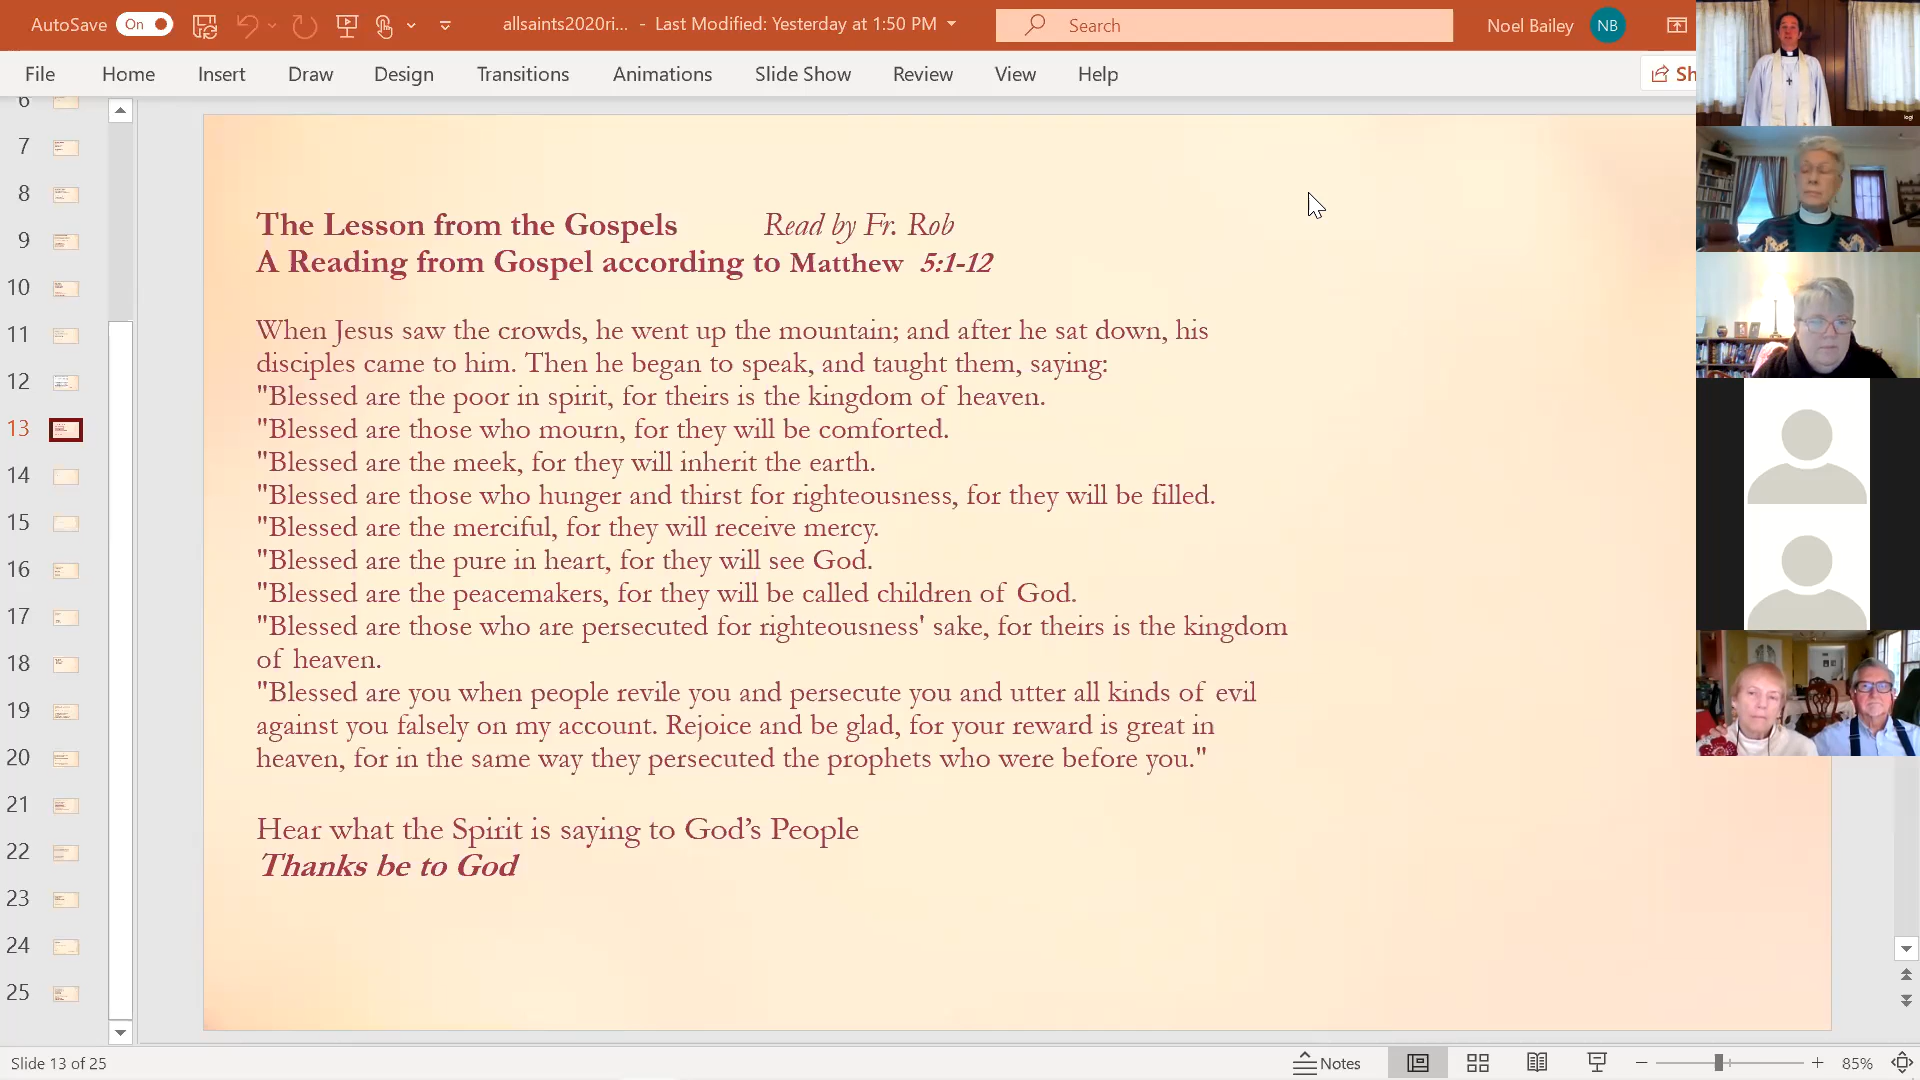 AutoSave On allsaints2020ri... - Last Modified: Yesterday at 1:50 PM Search Noel Bailey NB
File Home Insert Draw Design Transitions Animations Slide Show Review View Help Sh
6
7
8
9
10
11
12
13
14
15
16
17
18
19
20
21
22
23
24
25
The Lesson from the Gospels Read by Fr. Rob
A Reading from Gospel according to Matthew 5:1-12
When Jesus saw the crowds, he went up the mountain; and after he sat down, his
disciples came to him. Then he began to speak, and taught them, saying:
"Blessed are the poor in spirit, for theirs is the kingdom of heaven.
"Blessed are those who mourn, for they will be comforted.
"Blessed are the meek, for they will inherit the earth.
"Blessed are those who hunger and thirst for righteousness, for they will be filled.
"Blessed are the merciful, for they will receive mercy.
"Blessed are the pure in heart, for they will see God.
"Blessed are the peacemakers, for they will be called children of God.
"Blessed are those who are persecuted for righteousness' sake, for theirs is the kingdom
of heaven.
"Blessed are you when people revile you and persecute you and utter all kinds of evil
against you falsely on my account. Rejoice and be glad, for your reward is great in
heaven, for in the same way they persecuted the prophets who were before you."
Hear what the Spirit is saying to God’s People
Thanks be to God
logi
Slide 13 of 25 Notes 85%